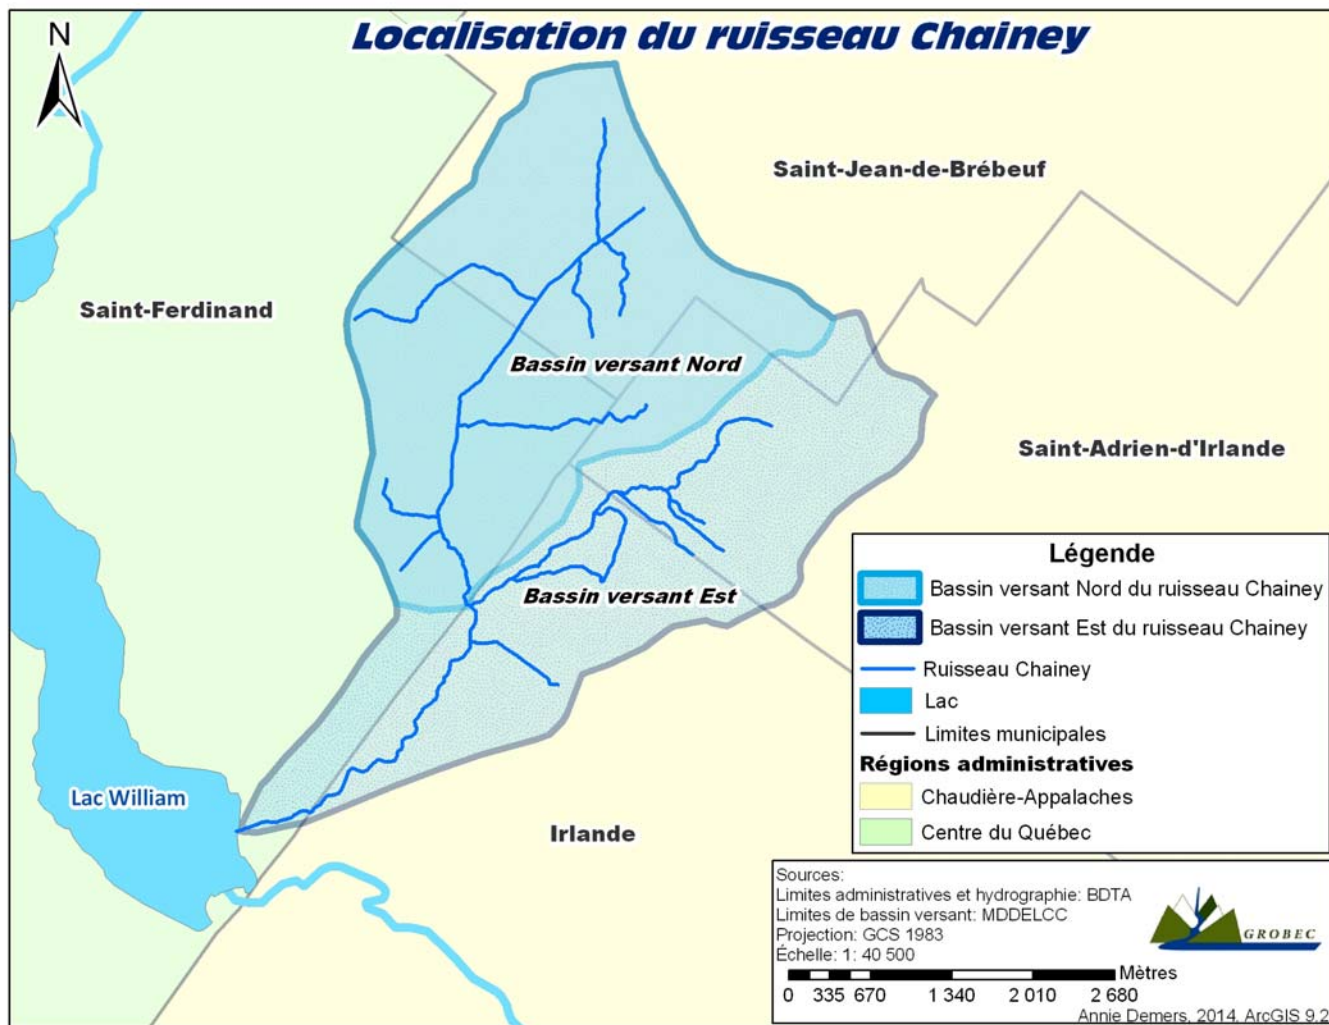 Localisation du ruisseau Chainey
N
Saint-Jean-de-Brébeuf
Saint-Ferdinand
Bassin versant Nord
Saint-Adrien-d'Irlande
Bassin versant Est
Lac William
Irlande
Légende
Bassin versant Nord du ruisseau Chainey
Bassin versant Est du ruisseau Chainey
Ruisseau Chainey
Lac
Limites municipales
Régions administratives
Chaudière-Appalaches
Centre du Québec
Sources:
Limites administratives et hydrographie: BDTA
Limites de bassin versant: MDDELCC
Projection: GCS 1983
Échelle: 1: 40 500
GROBEC
Mètres
0 335 670 1 340 2 010 2 680
Annie Demers, 2014. ArcGIS 9.2